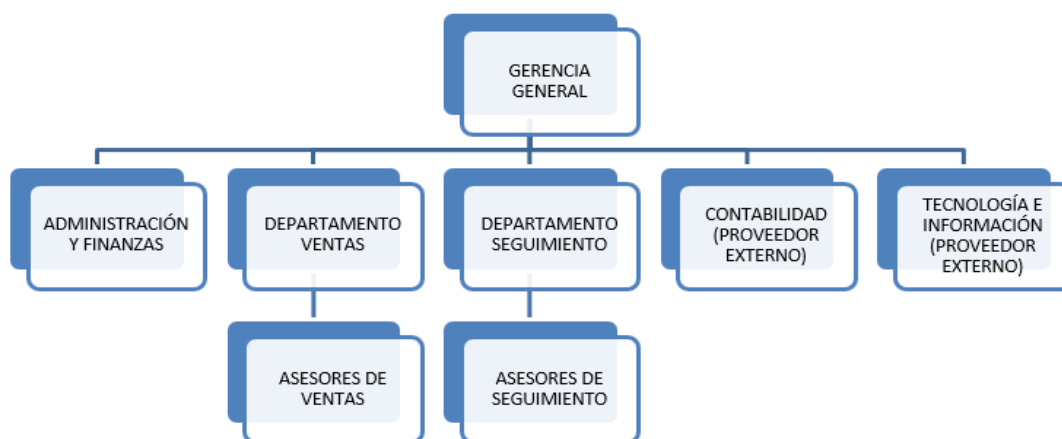 GERENCIA
GENERAL
ADMINISTRACIÓN
Y FINANZAS
DEPARTAMENTO
VENTAS
DEPARTAMENTO
SEGUIMIENTO
CONTABILIDAD
(PROVEEDOR
EXTERNO)
TECNOLOGÍA E
INFORMACIÓN
(PROVEEDOR
EXTERNO)
ASESORES DE
VENTAS
ASESORES DE
SEGUIMIENTO